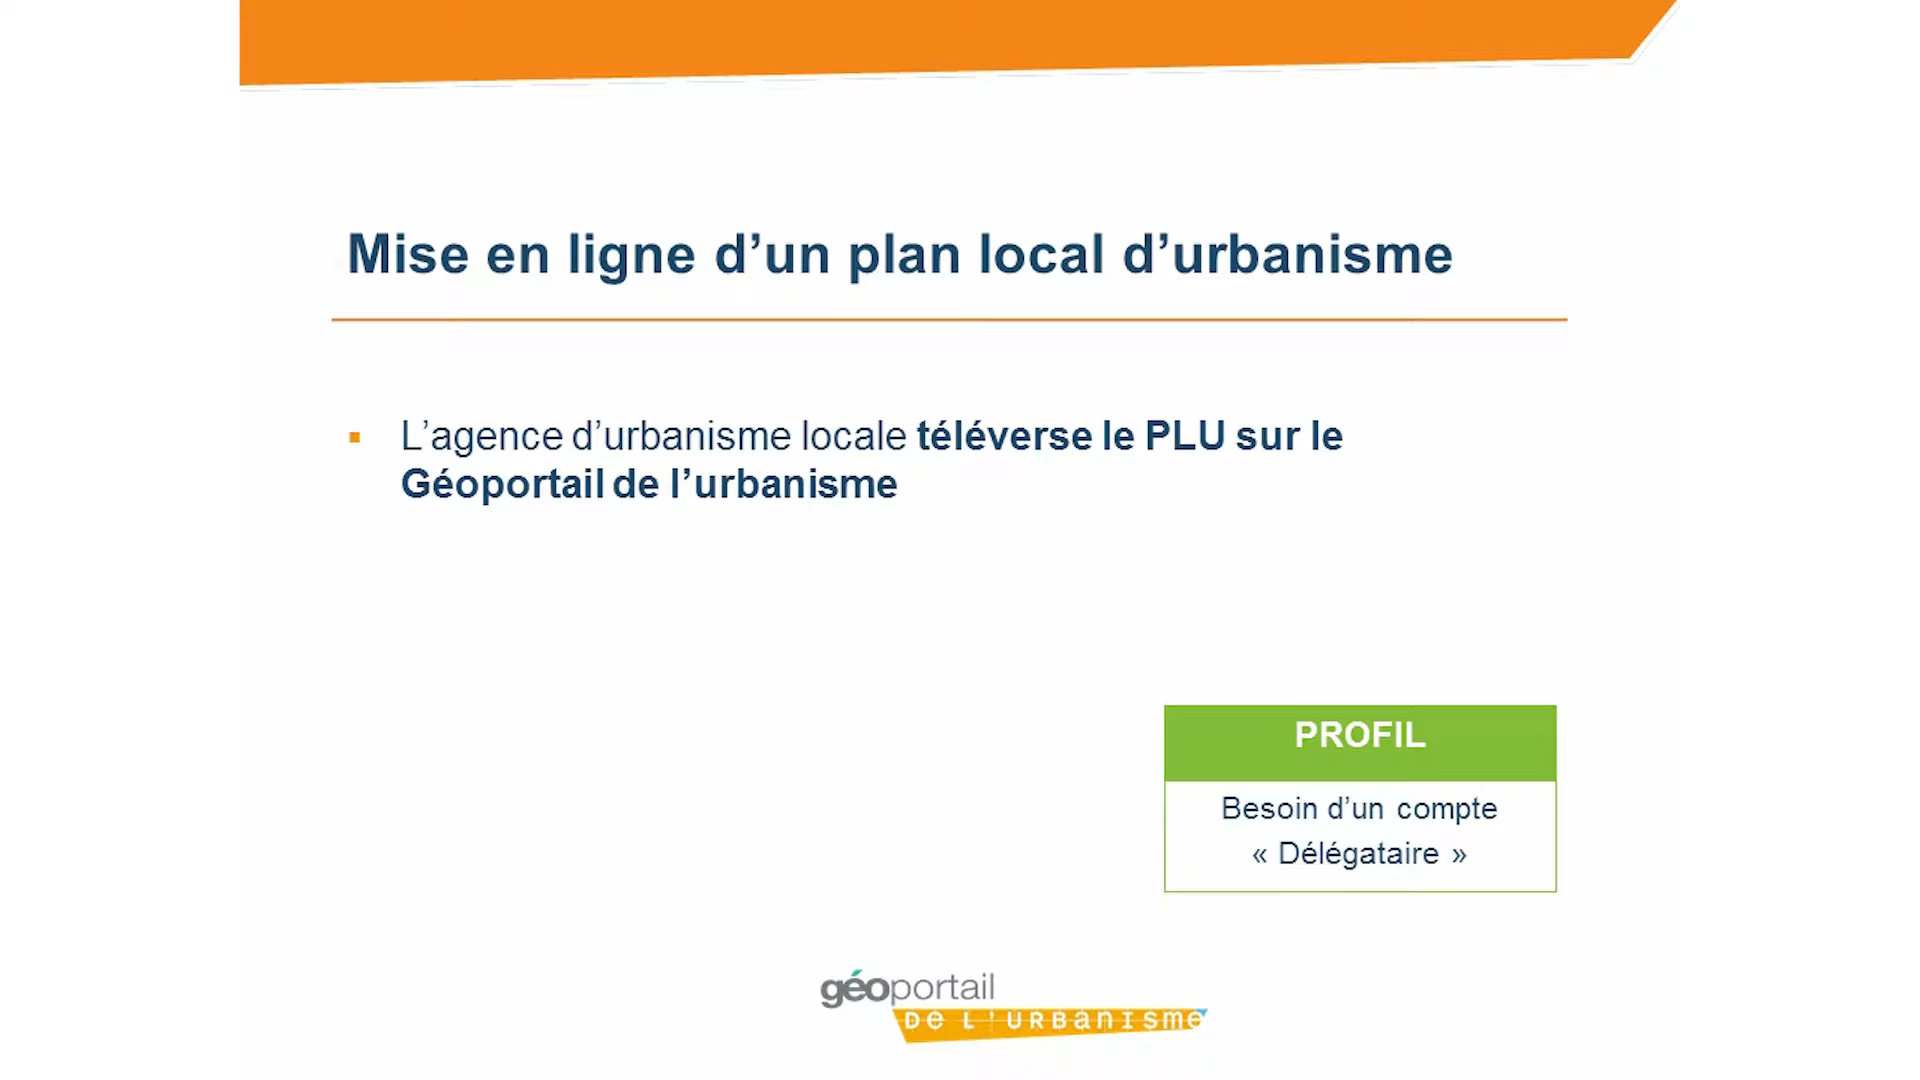 Mise en ligne d’un plan local d’urbanisme
▪ L’agence d’urbanisme locale téléverse le PLU sur le
Géoportail de l’urbanisme
PROFIL
Besoin d’un compte
« Délégataire »
géoportail
DE L'URBANISME